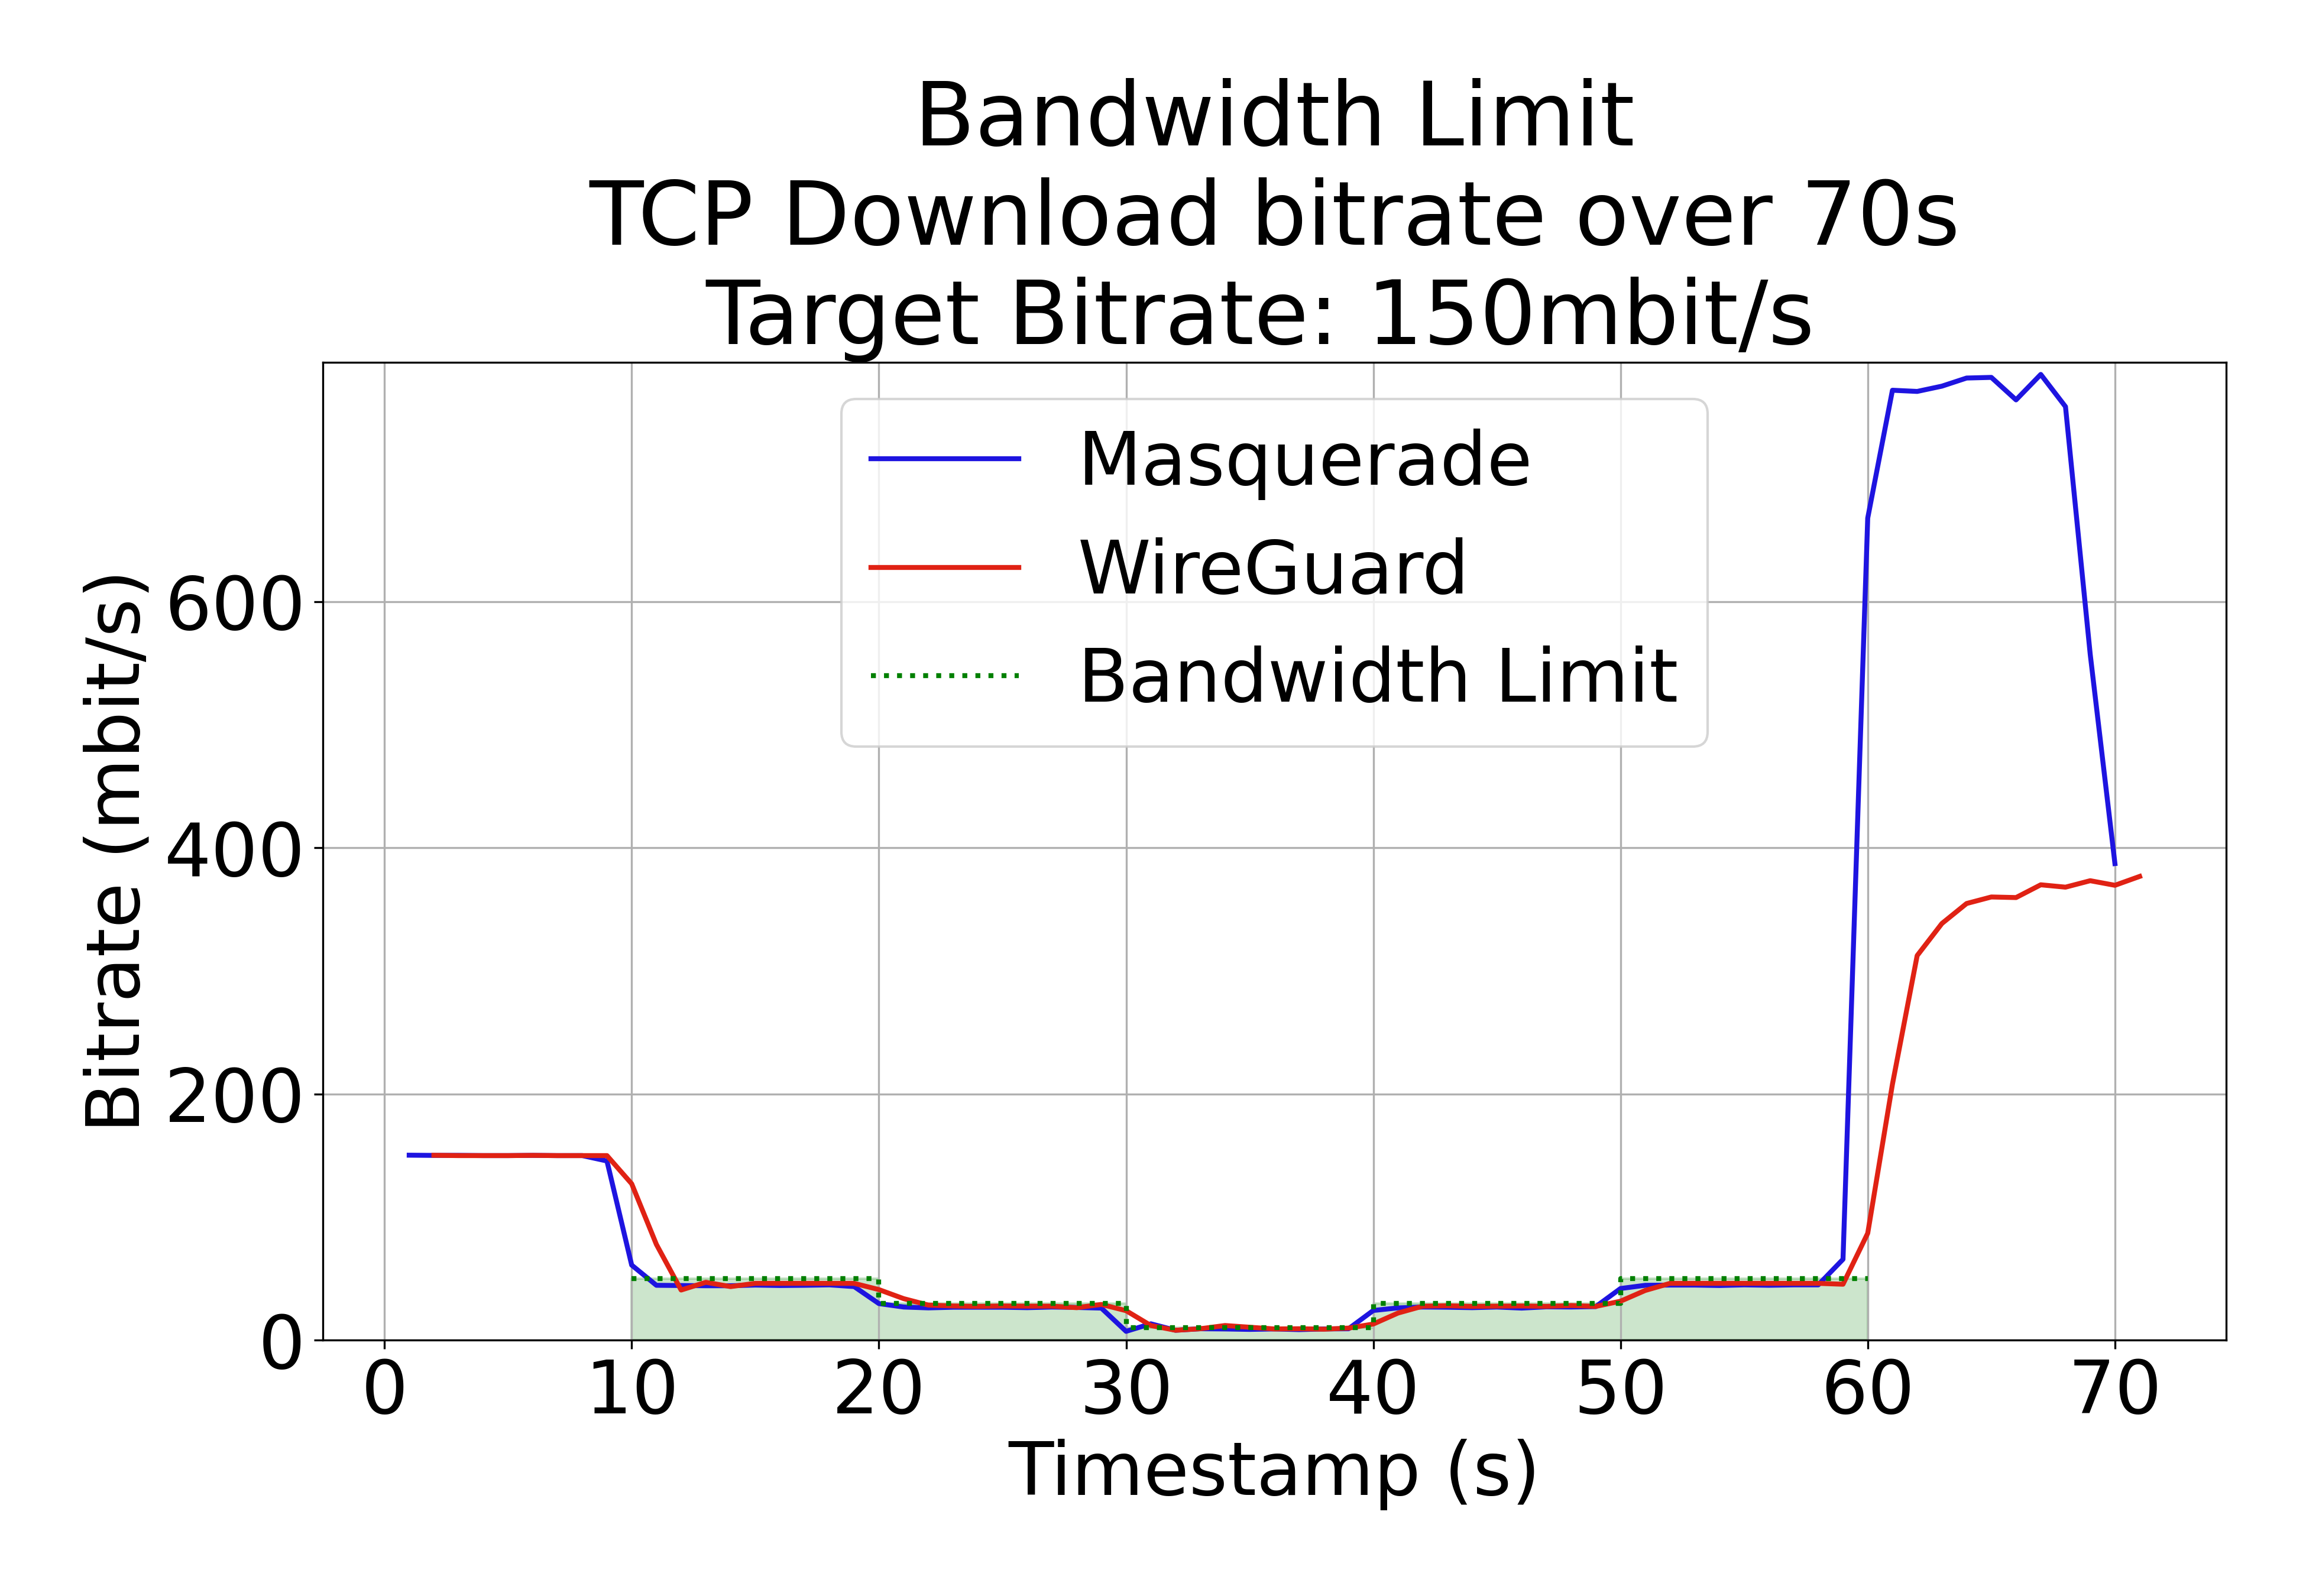 Bandwidth Limit
TCP Download bitrate over 70s
Target Bitrate: 150mbit/s
Masquerade
WireGuard
Bandwidth Limit
Bitrate (mbit/s)
600
400
200
0
0 10 20 30 40 50 60 70
Timestamp (s)